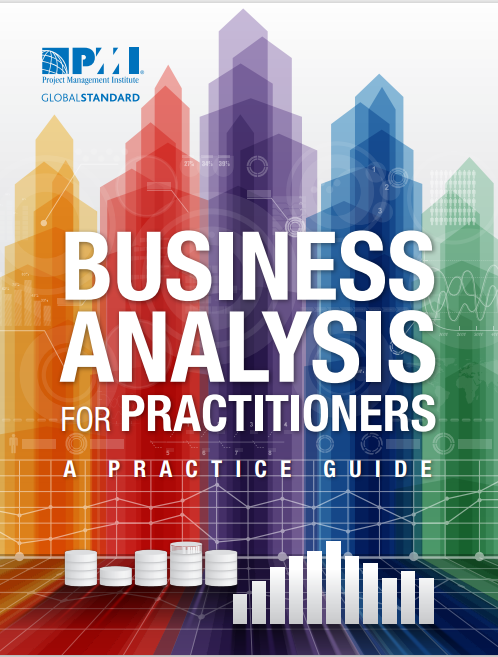 PMI
Project Management Institute
GLOBALSTANDARD
BUSINESS
ANALYSIS
FOR PRACTITIONERS
A PRACTICE GUIDE